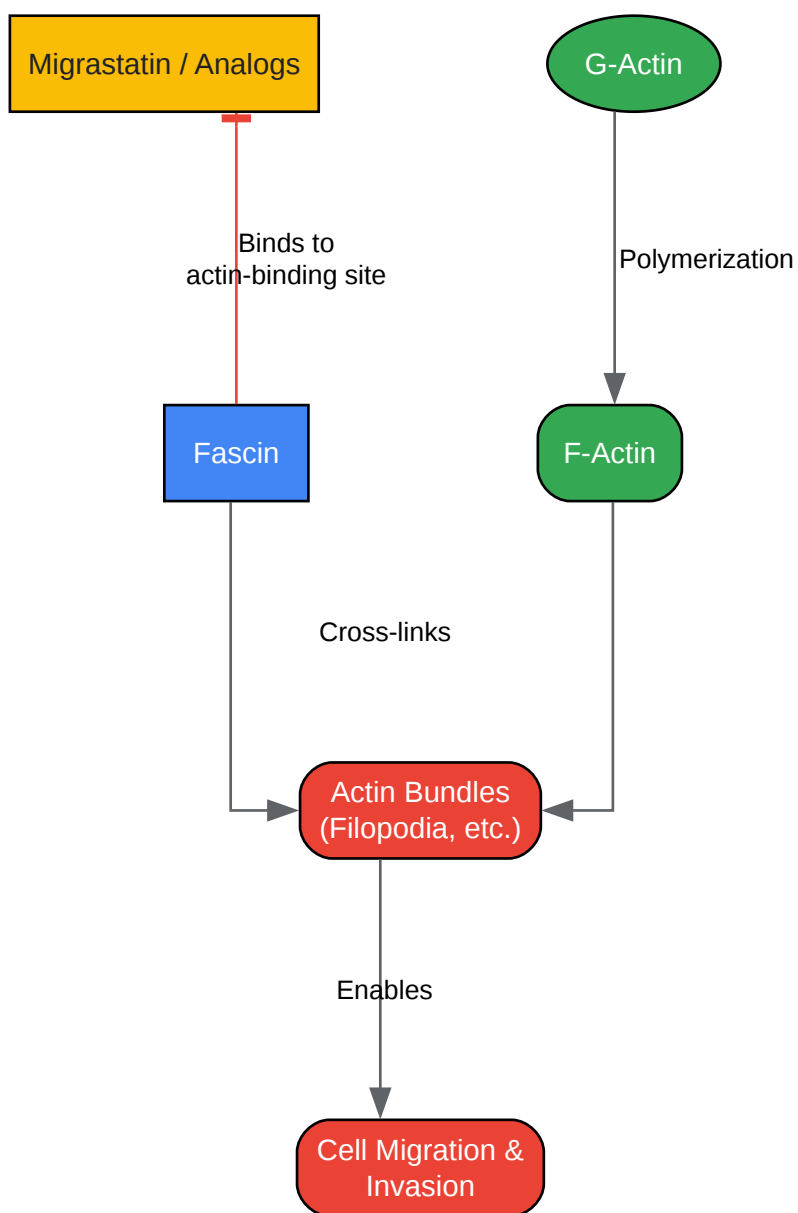 Migrastatin / Analogs
G-Actin
Binds to
actin-binding site
Polymerization
Fascin
F-Actin
Cross-links
Actin Bundles
(Filopodia, etc.)
Enables
Cell Migration &
Invasion